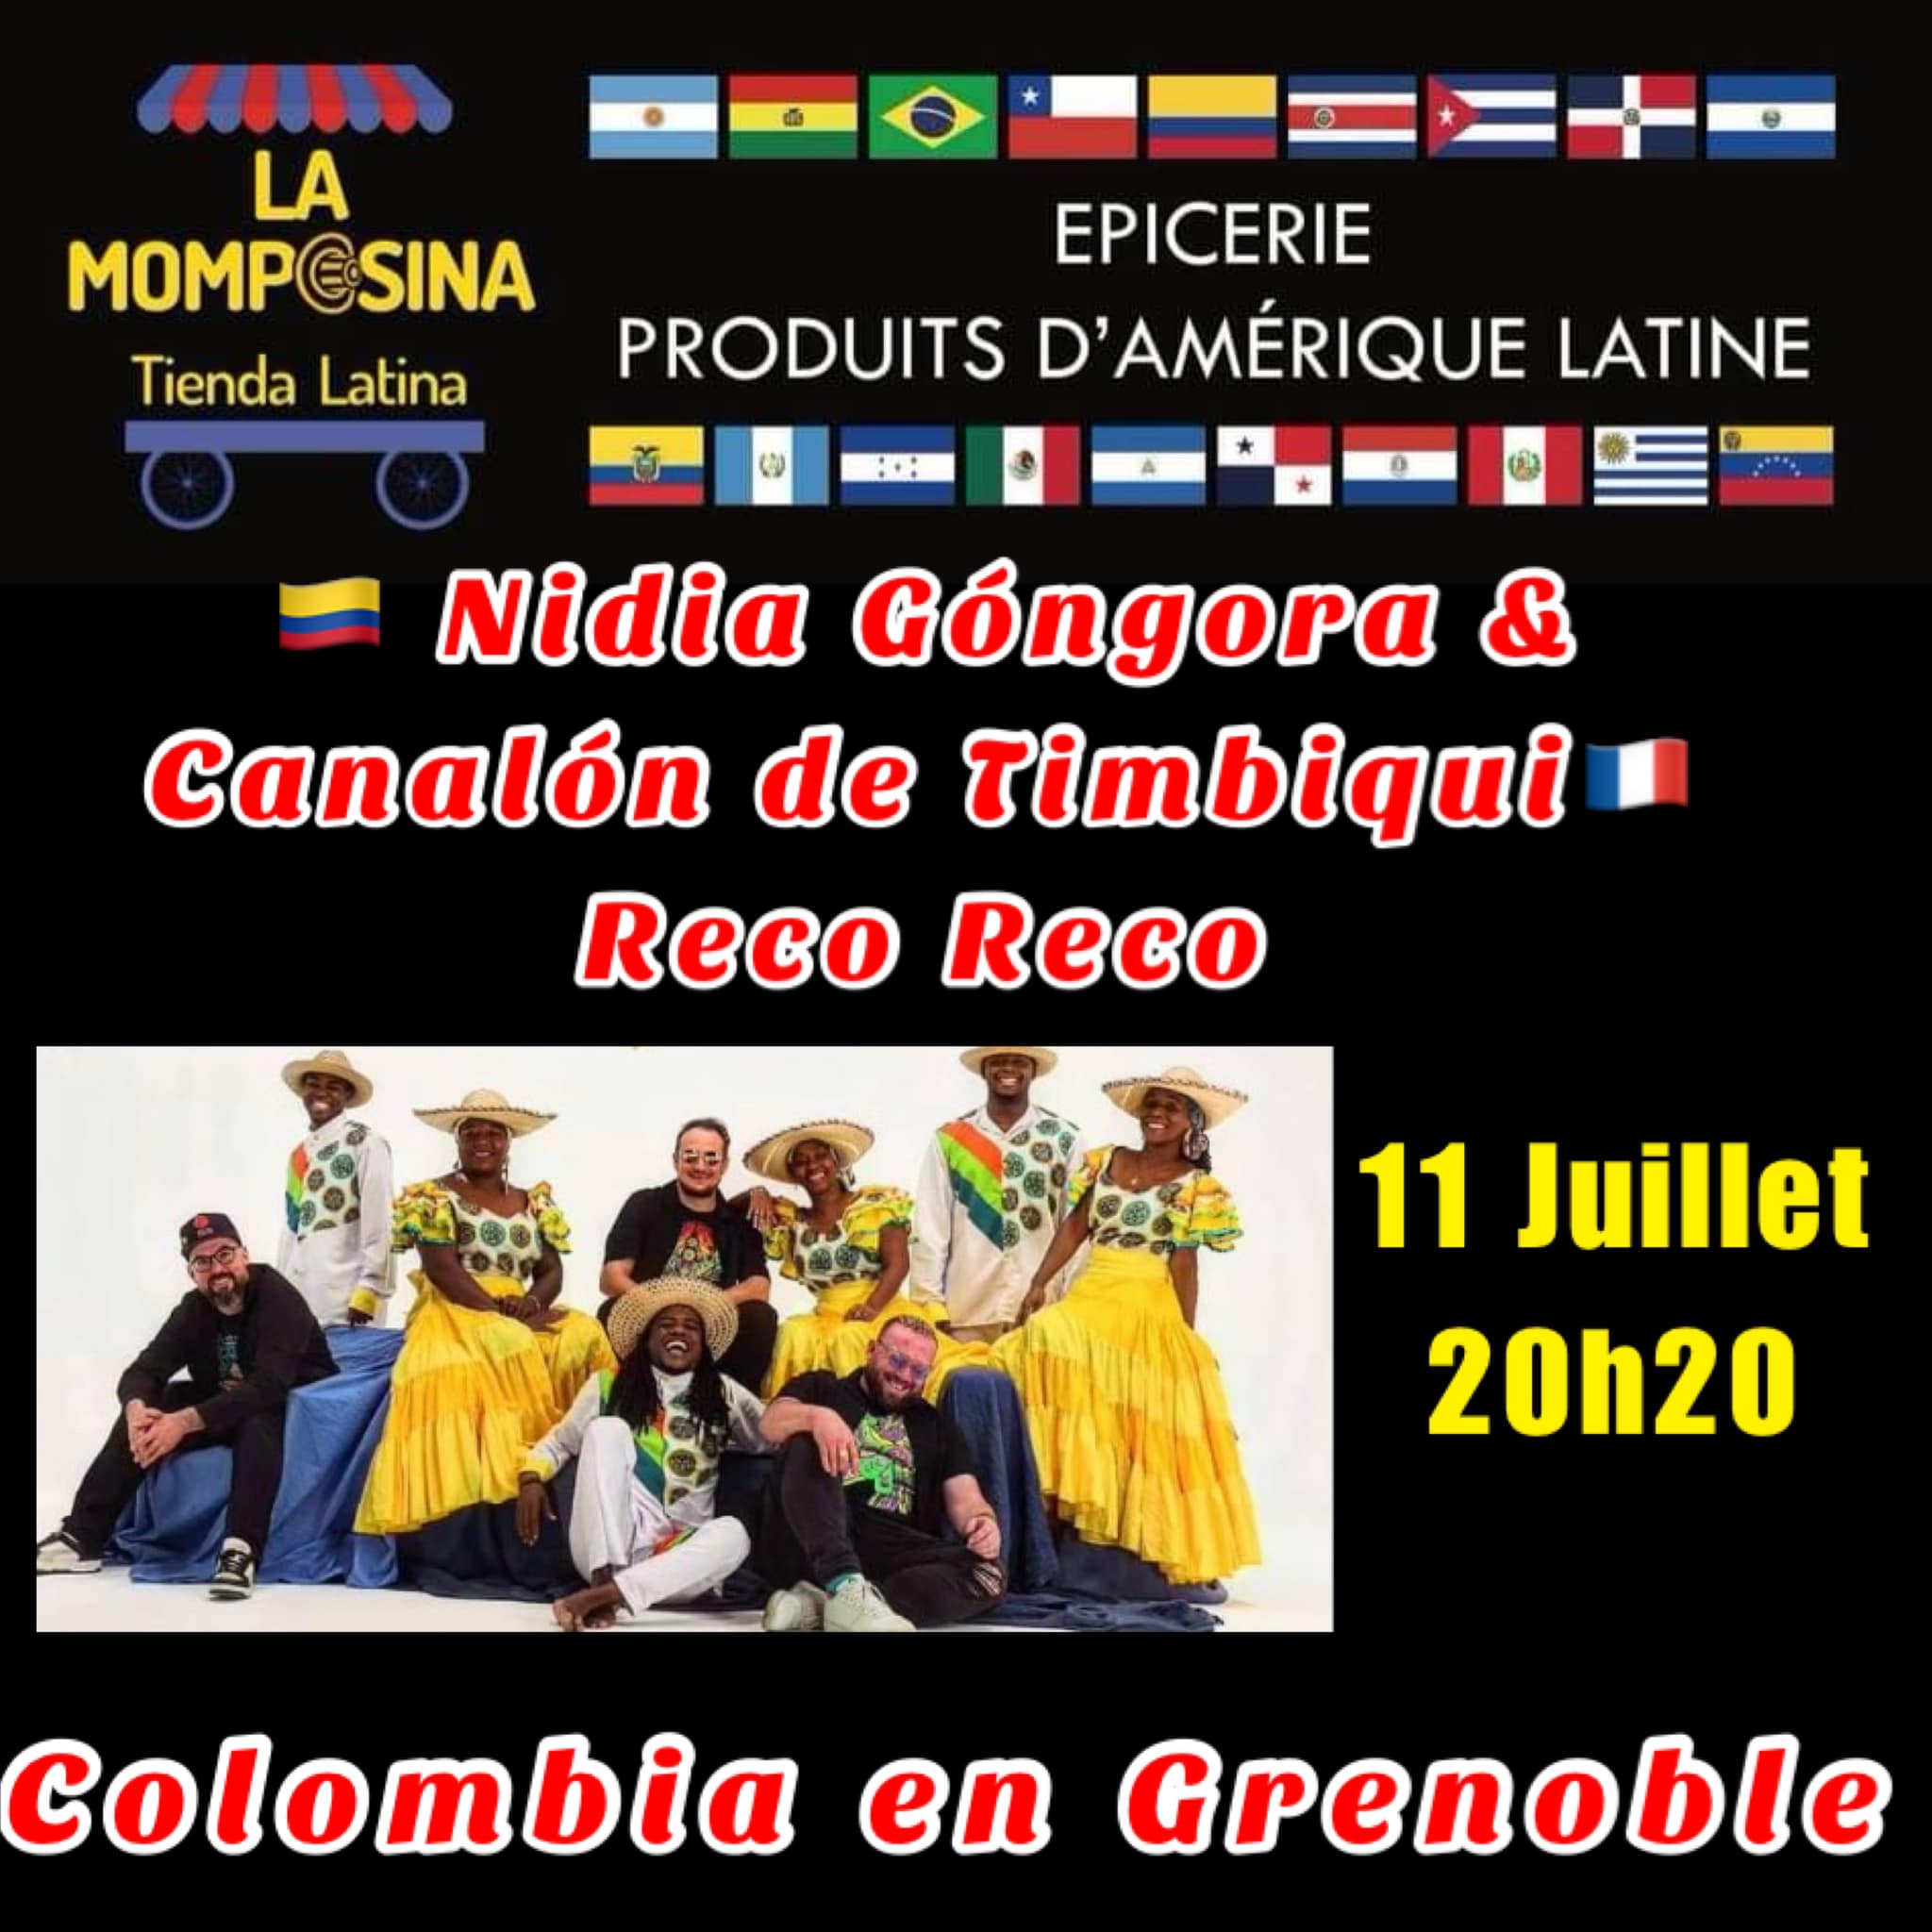 LA
MOMPOSINA
Tienda Latina
EPICERIE
PRODUITS D'AMÉRIQUE LATINE
Nidia Góngora &
Canalón de Timbiqui
Reco Reco
11 Juillet
20h20
Colombia en Grenoble